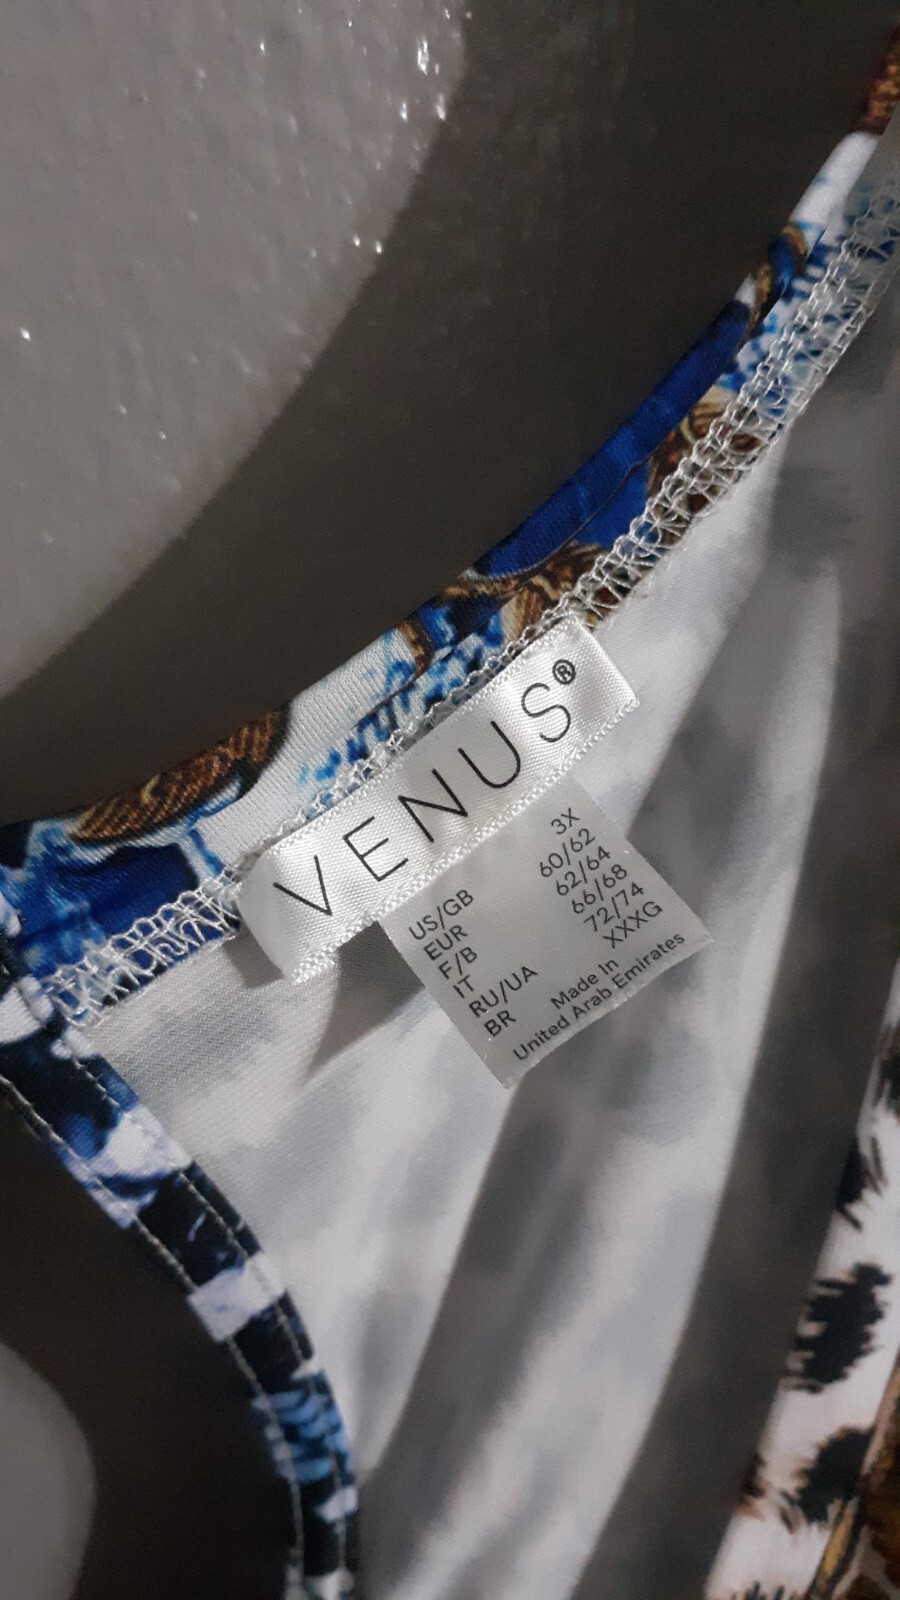 VENUS®
US/GB 3X
EUR 60/62
F/B 62/64
IT 66/68
RU/UA 72/74
BR XXXG
Made In
United Arab Emirates